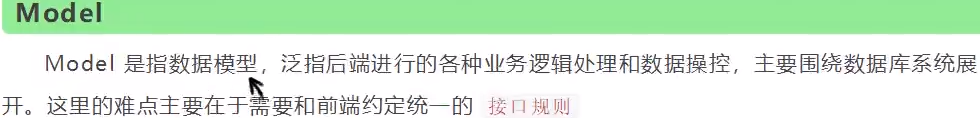 Model
Model 是指数据模型，泛指后端进行的各种业务逻辑处理和数据操控，主要围绕数据库系统展
开。这里的难点主要在于需要和前端约定统一的 接口规则